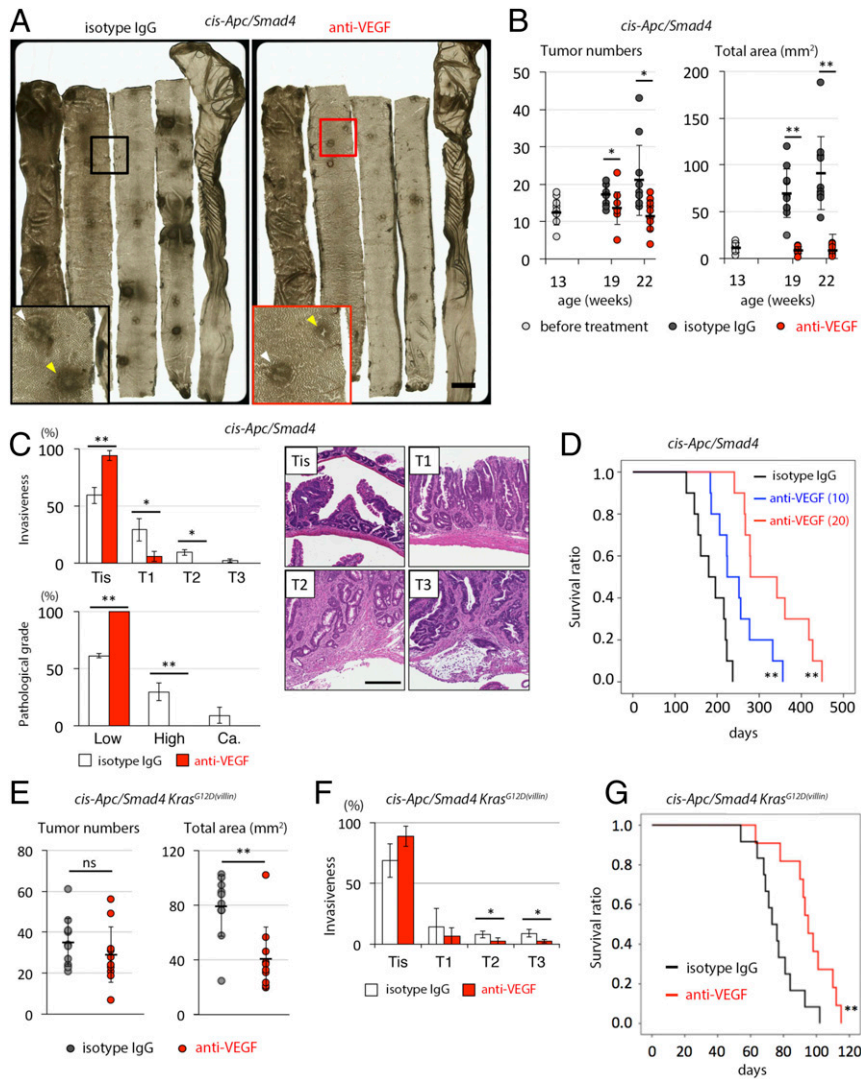 A
cis-Apc/Smad4
isotype IgG
anti-VEGF
B
cis-Apc/Smad4
Tumor numbers
Total area (mm²)
50
40
30
20
10
0
*
*
13
19
22
age (weeks)
200
150
100
50
0
**
**
13
19
22
age (weeks)
before treatment
isotype IgG
anti-VEGF
C
cis-Apc/Smad4
(%)
100
50
0
Invasiveness
**
*
*
Tis
T1
T2
T3
(%)
100
50
0
Pathological grade
**
**
Low
High
Ca.
isotype IgG
anti-VEGF
Tis
T1
T2
T3
D
cis-Apc/Smad4
isotype IgG
anti-VEGF (10)
anti-VEGF (20)
1.0
0.8
0.6
0.4
0.2
0.0
Survival ratio
**
**
0
100
200
300
400
500
days
E
cis-Apc/Smad4 Kras^G12D(villin)
Tumor numbers
Total area (mm²)
80
60
40
20
0
ns
120
80
40
0
**
isotype IgG
anti-VEGF
F
cis-Apc/Smad4 Kras^G12D(villin)
(%)
100
50
0
Invasiveness
*
*
Tis
T1
T2
T3
isotype IgG
anti-VEGF
G
cis-Apc/Smad4 Kras^G12D(villin)
1.0
0.8
0.6
0.4
0.2
0.0
Survival ratio
isotype IgG
anti-VEGF
**
0
20
40
60
80
100
120
days